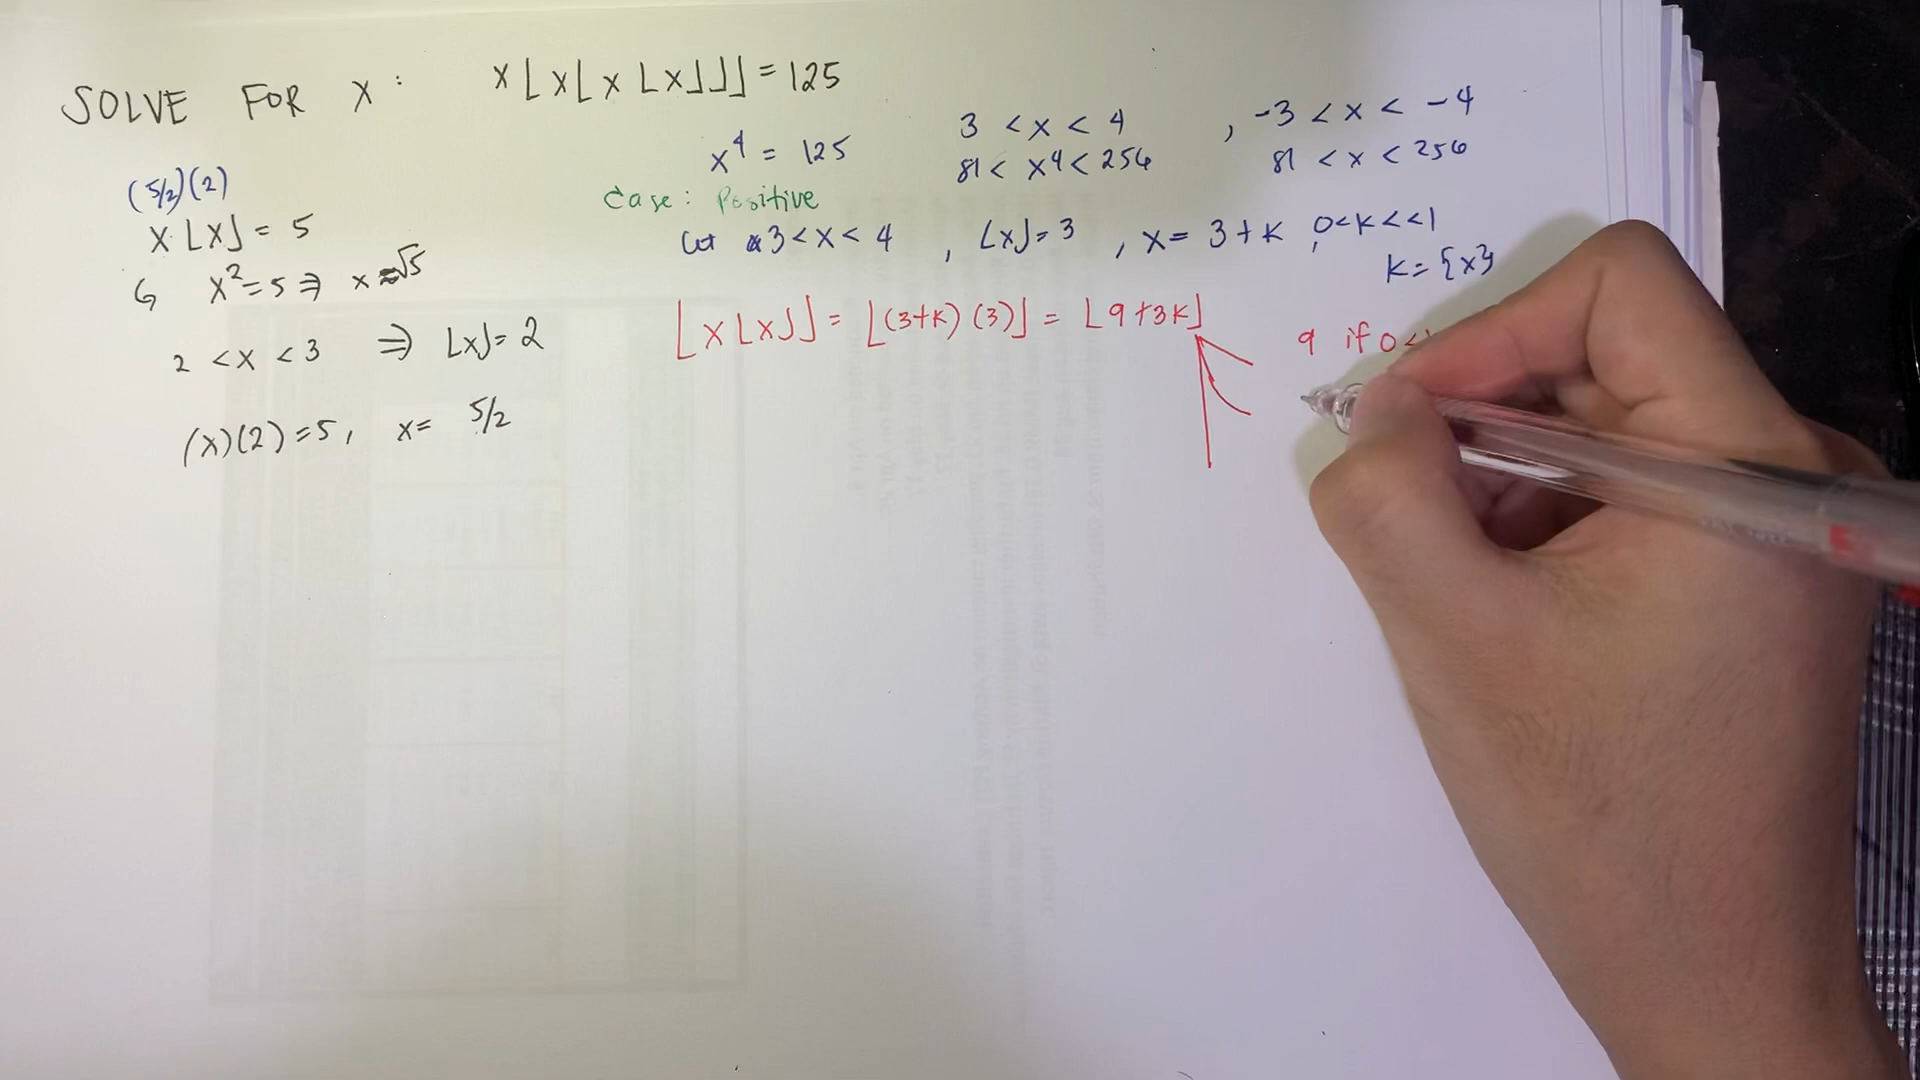 SOLVE FOR X : X⌊X⌊X⌊X⌋⌋⌋ = 125
x⁴ = 125
3 < x < 4 , -3 < x < -4
81 < x⁴ < 256 81 < x < 256
Case: Positive
Let 3 < x < 4 , ⌊x⌋ = 3 , x = 3 + k , 0 < k << 1
k = {x}
⌊x⌊x⌋⌋ = ⌊(3+k)(3)⌋ = ⌊9+3k⌋
9 if 0 <
(5/2)(2)
x⌊x⌋ = 5
x² = 5 ⇒ x = √5
2 < x < 3 ⇒ ⌊x⌋ = 2
(x)(2) = 5, x = 5/2